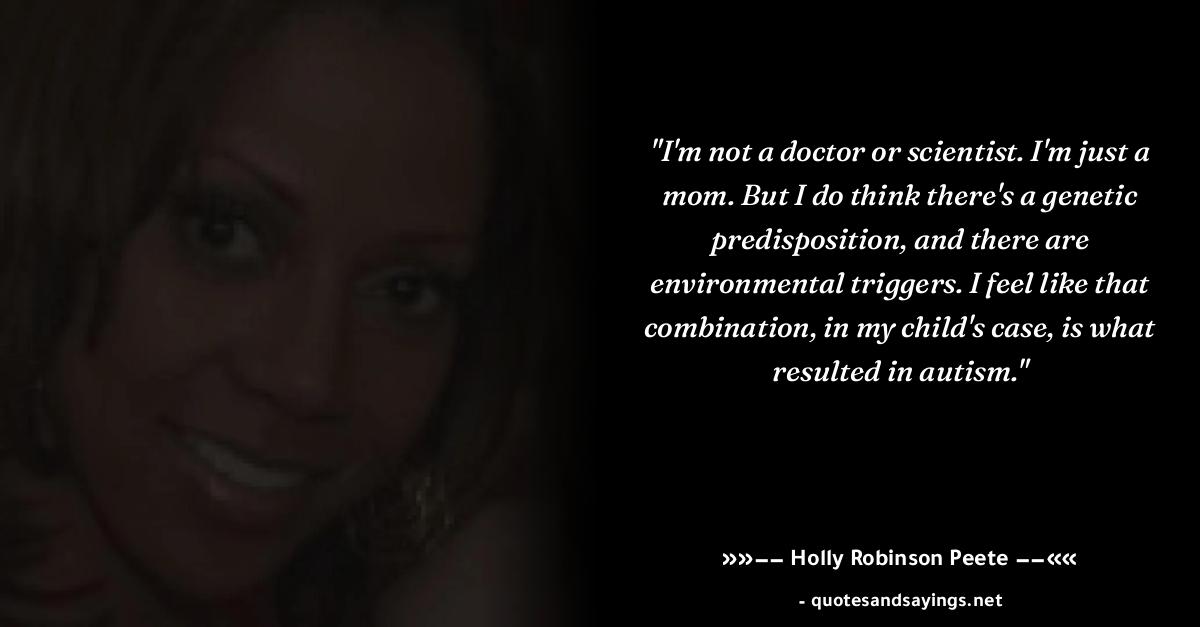 "I'm not a doctor or scientist. I'm just a
mom. But I do think there's a genetic
predisposition, and there are
environmental triggers. I feel like that
combination, in my child's case, is what
resulted in autism."
»»−− Holly Robinson Peete −−««
- quotesandsayings.net